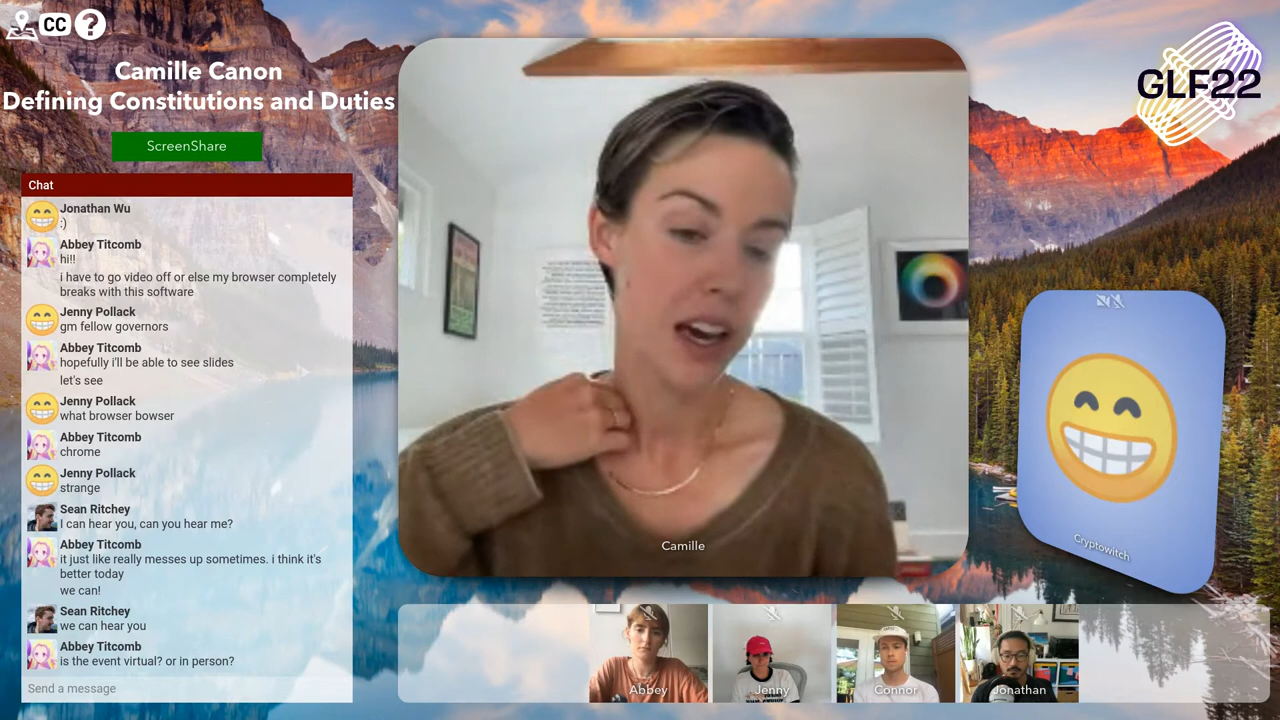 CC
?
Camille Canon
Defining Constitutions and Duties
ScreenShare
Chat
Jonathan Wu
:)
Abbey Titcomb
hi!!
i have to go video off or else my browser completely
breaks with this software
Jenny Pollack
gm fellow governors
Abbey Titcomb
hopefully i'll be able to see slides
let's see
Jenny Pollack
what browser bowser
Abbey Titcomb
chrome
Jenny Pollack
strange
Sean Ritchey
I can hear you, can you hear me?
Abbey Titcomb
it just like really messes up sometimes. i think it's
better today
we can!
Sean Ritchey
we can hear you
Abbey Titcomb
is the event virtual? or in person?
Send a message
Camille
GLF22
Cryptowitch
Abbey
Jenny
Connor
Jonathan